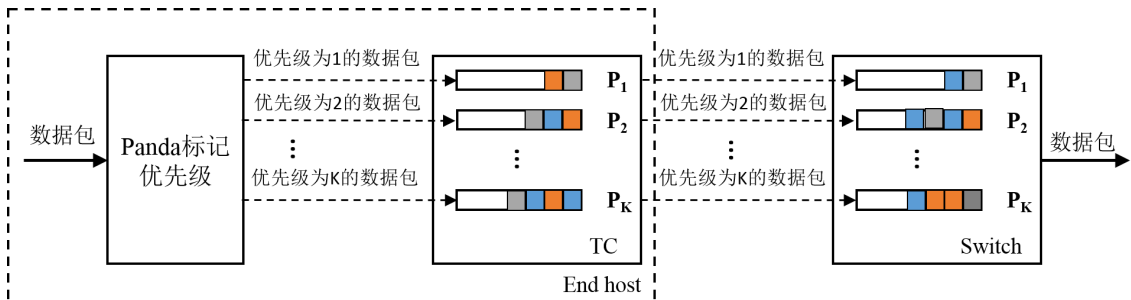 数据包
Panda标记
优先级
优先级为1的数据包
优先级为2的数据包
⋮
优先级为K的数据包
P1
P2
⋮
PK
TC
End host
优先级为1的数据包
优先级为2的数据包
⋮
优先级为K的数据包
P1
P2
⋮
PK
Switch
数据包